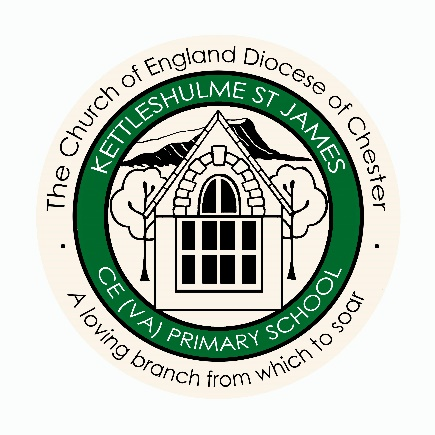 The Church of England Diocese of Chester
KETTLESHULME ST JAMES
CE (VA) PRIMARY SCHOOL
A loving branch from which to soar